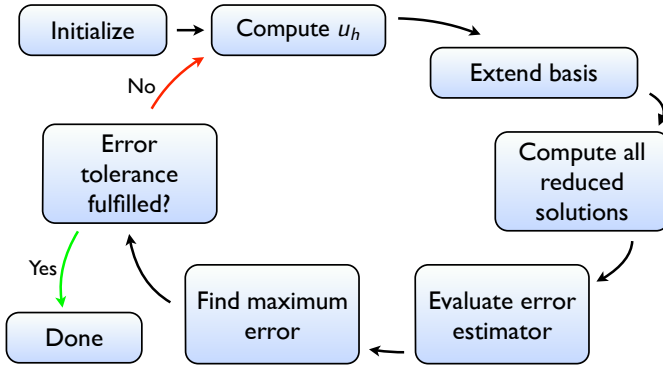 Initialize
Compute u_h
Extend basis
No
Error
tolerance
fulfilled?
Compute all
reduced
solutions
Yes
Find maximum
error
Evaluate error
estimator
Done